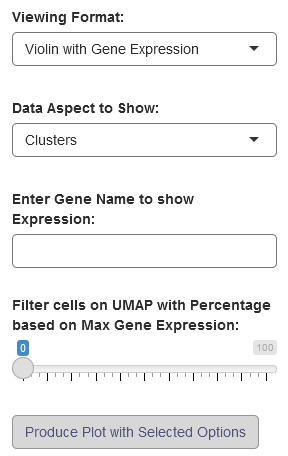 Viewing Format:
Violin with Gene Expression
Data Aspect to Show:
Clusters
Enter Gene Name to show
Expression:
Filter cells on UMAP with Percentage
based on Max Gene Expression:
0 100
Produce Plot with Selected Options